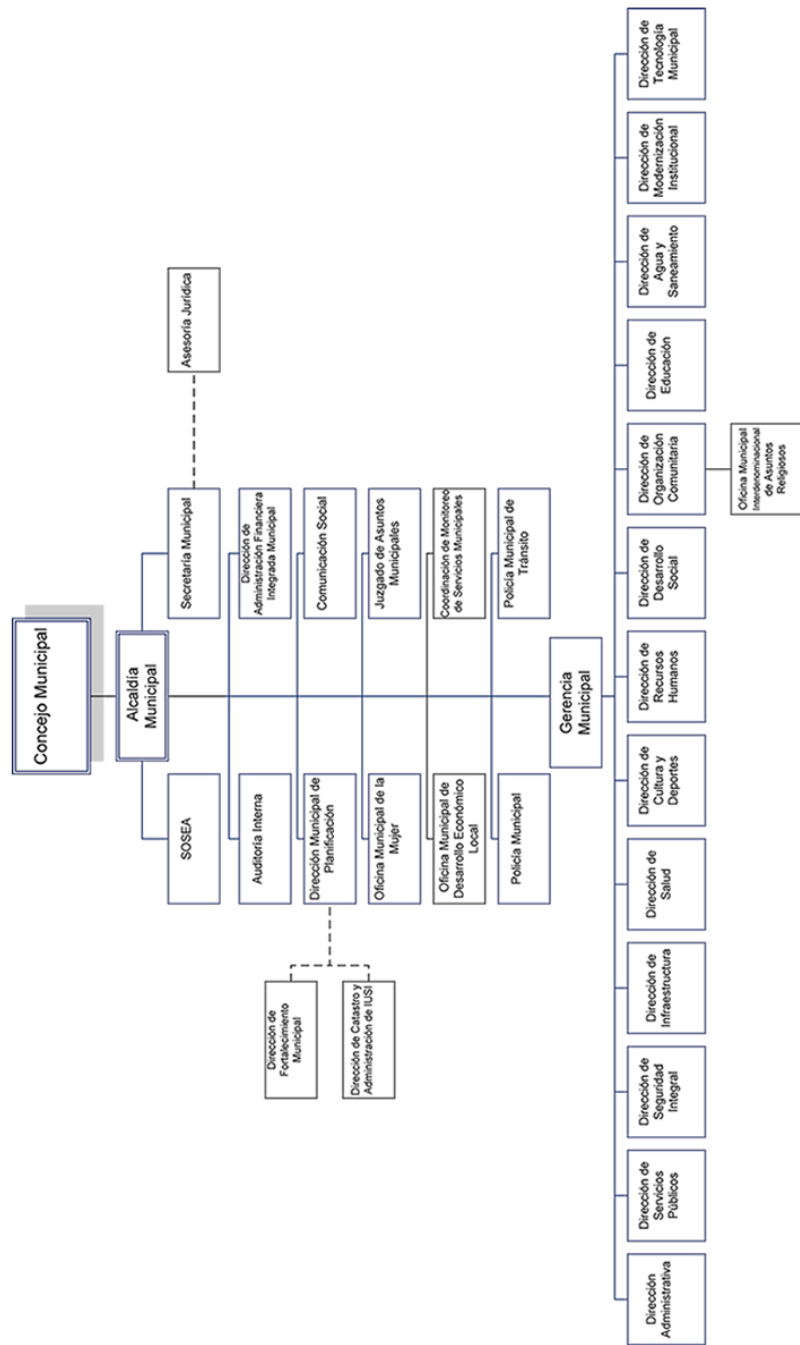 Concejo Municipal
Alcaldía
Municipal
SOSEA
Secretaría Municipal
Asesoría Jurídica
Auditoría Interna
Dirección de
Administración Financiera
Integrada Municipal
Dirección de
Fortalecimiento
Municipal
Dirección Municipal de
Planificación
Comunicación Social
Dirección de Catastro y
Administración de IUSI
Oficina Municipal de la
Mujer
Juzgado de Asuntos
Municipales
Oficina Municipal de
Desarrollo Económico
Local
Coordinación de Monitoreo
de Servicios Municipales
Policía Municipal
Policía Municipal de
Tránsito
Gerencia
Municipal
Dirección
Administrativa
Dirección de
Servicios
Públicos
Dirección de
Seguridad
Integral
Dirección de
Infraestructura
Dirección de
Salud
Dirección de
Cultura y
Deportes
Dirección de
Recursos
Humanos
Dirección de
Desarrollo
Social
Dirección de
Organización
Comunitaria
Dirección de
Educación
Dirección de
Agua y
Saneamiento
Dirección de
Modernización
Institucional
Dirección de
Tecnología
Municipal
Oficina Municipal
Interdenominacional
de Asuntos
Religiosos